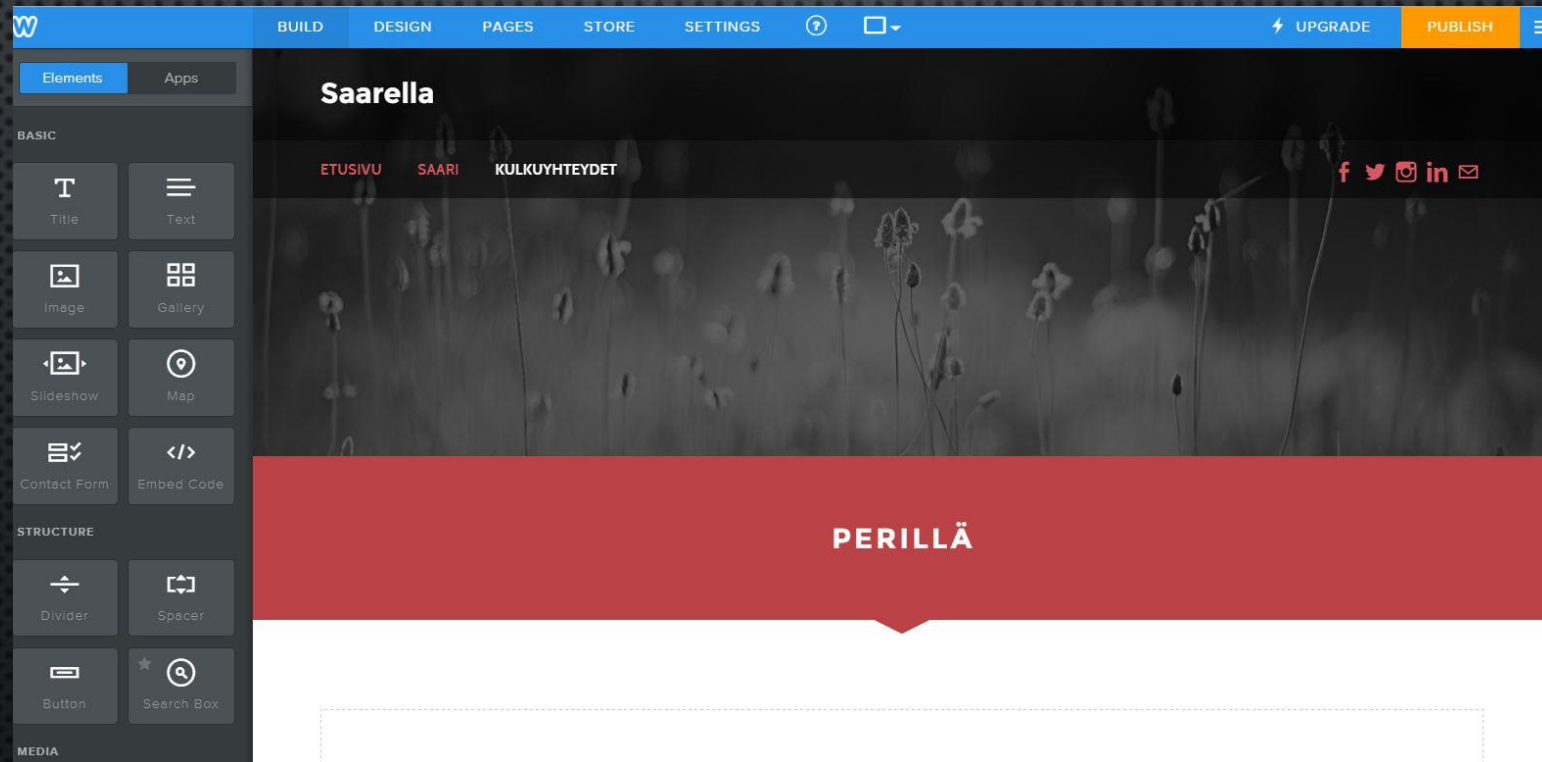 BUILD DESIGN PAGES STORE SETTINGS ? UPGRADE PUBLISH
Elements Apps
BASIC
Title Text
Image Gallery
Slideshow Map
Contact Form Embed Code
STRUCTURE
Divider Spacer
Button Search Box
MEDIA
Saarella
ETUSIVU SAARI KULKUYHTEYDET
PERILLÄ